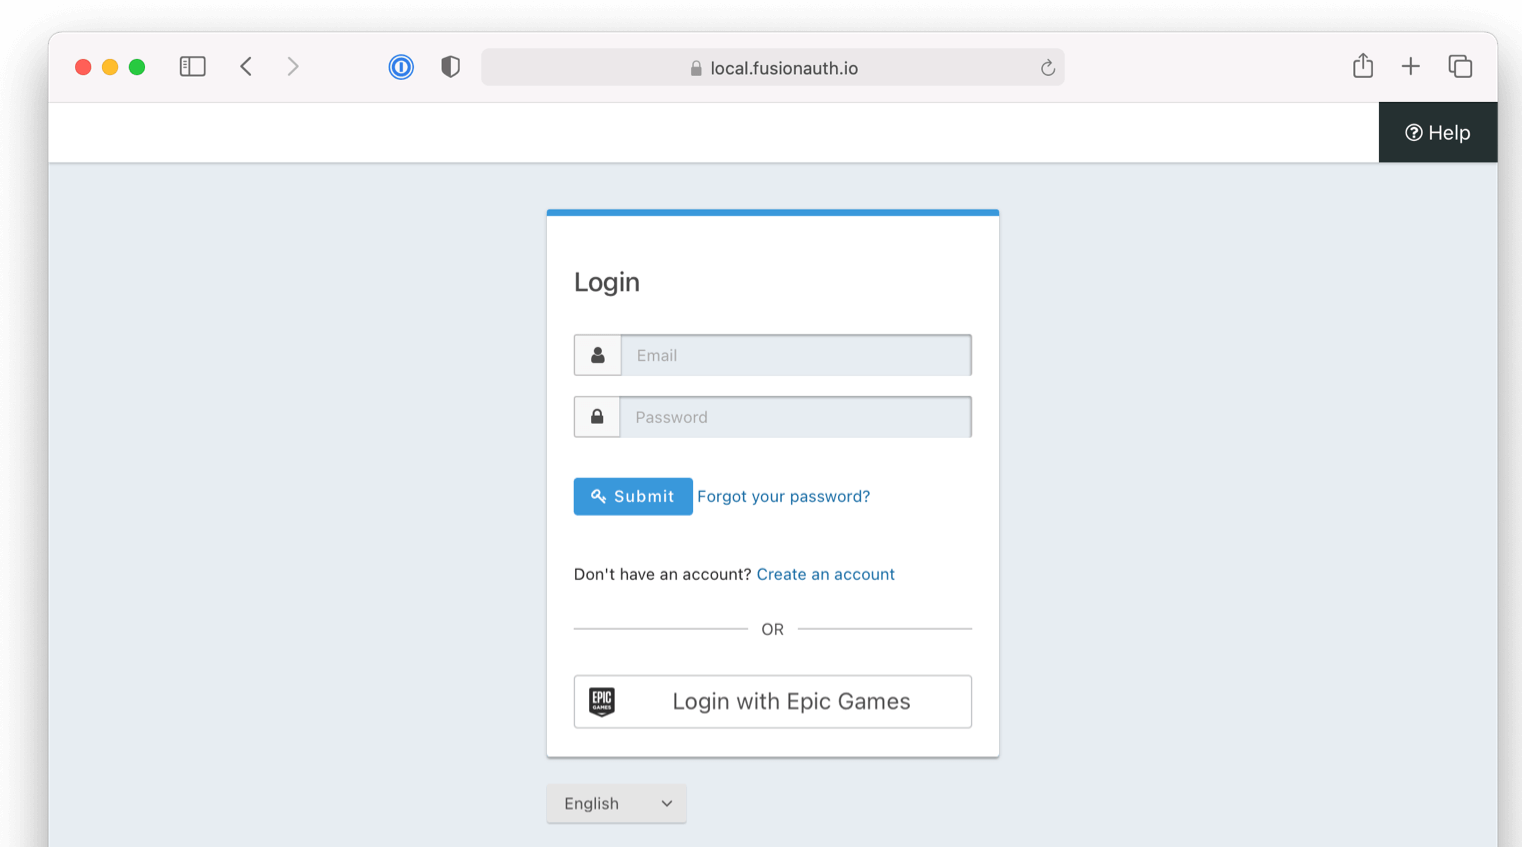 local.fusionauth.io
Help
Login
Email
Password
Submit Forgot your password?
Don't have an account? Create an account
OR
EPIC GAMES Login with Epic Games
English